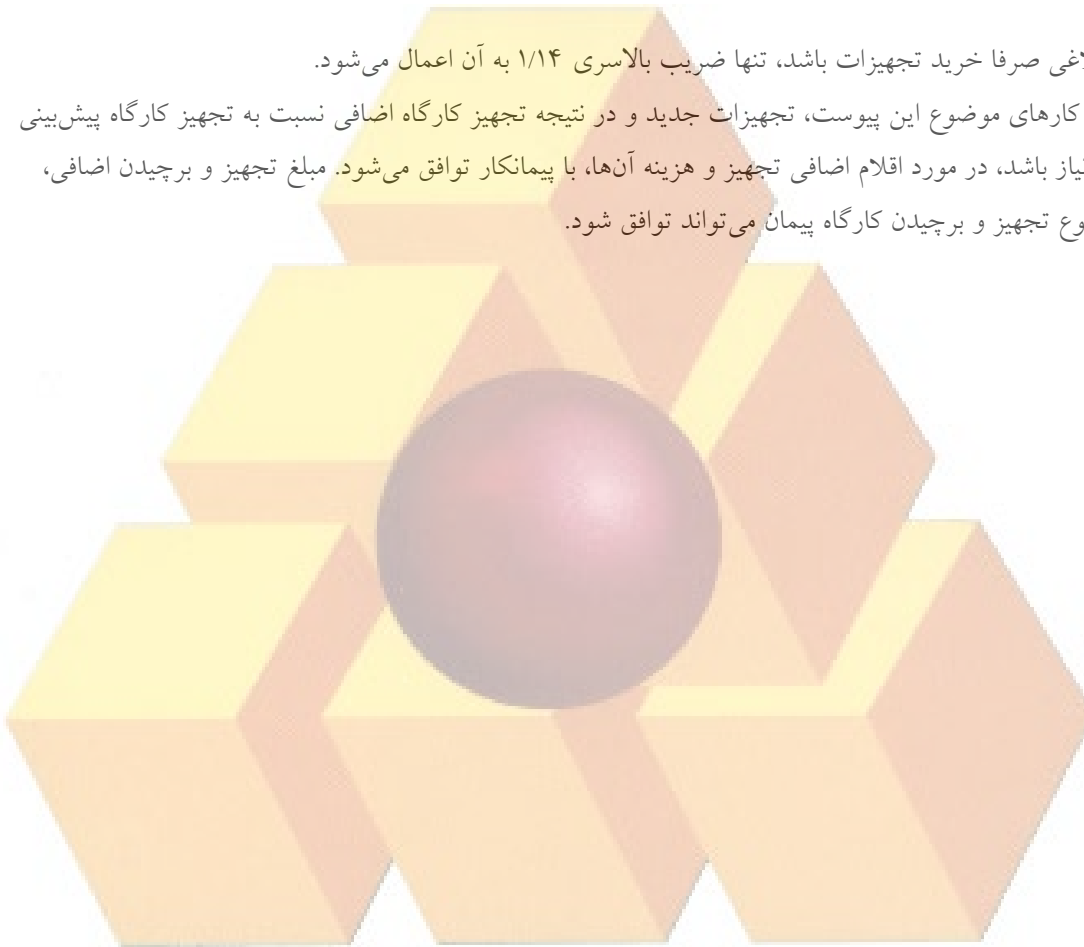 صرفا خرید تجهیزات باشد، تنها ضریب بالاسری ۱/۱۴ به آن اعمال می‌شود.
کارهای موضوع این پیوست، تجهیزات جدید و در نتیجه تجهیز کارگاه اضافی نسبت به تجهیز کارگاه پیش‌بینی
باشد، در مورد اقلام اضافی تجهیز و هزینه آن‌ها، با پیمانکار توافق می‌شود. مبلغ تجهیز و برچیدن اضافی،
تجهیز و برچیدن کارگاه پیمان می‌تواند توافق شود.